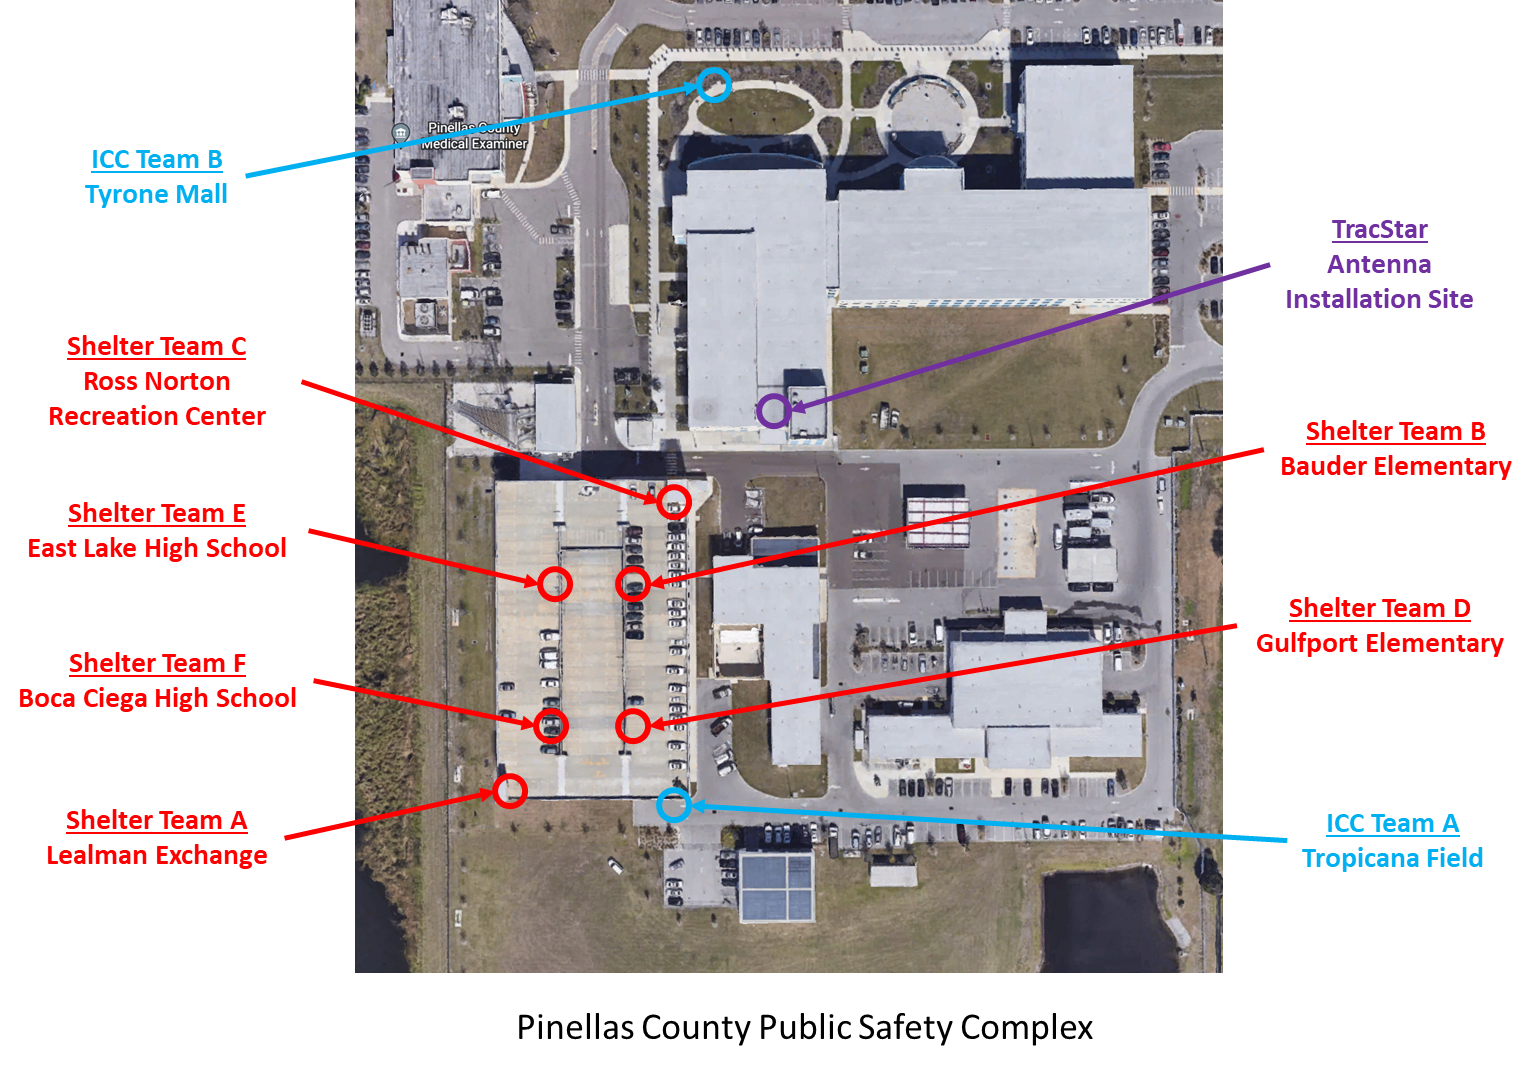 ICC Team B
Tyrone Mall
Pinellas County
Medical Examiner
TracStar
Antenna
Installation Site
Shelter Team C
Ross Norton
Recreation Center
Shelter Team B
Bauder Elementary
Shelter Team E
East Lake High School
Shelter Team D
Gulfport Elementary
Shelter Team F
Boca Ciega High School
Shelter Team A
Lealman Exchange
ICC Team A
Tropicana Field
Pinellas County Public Safety Complex